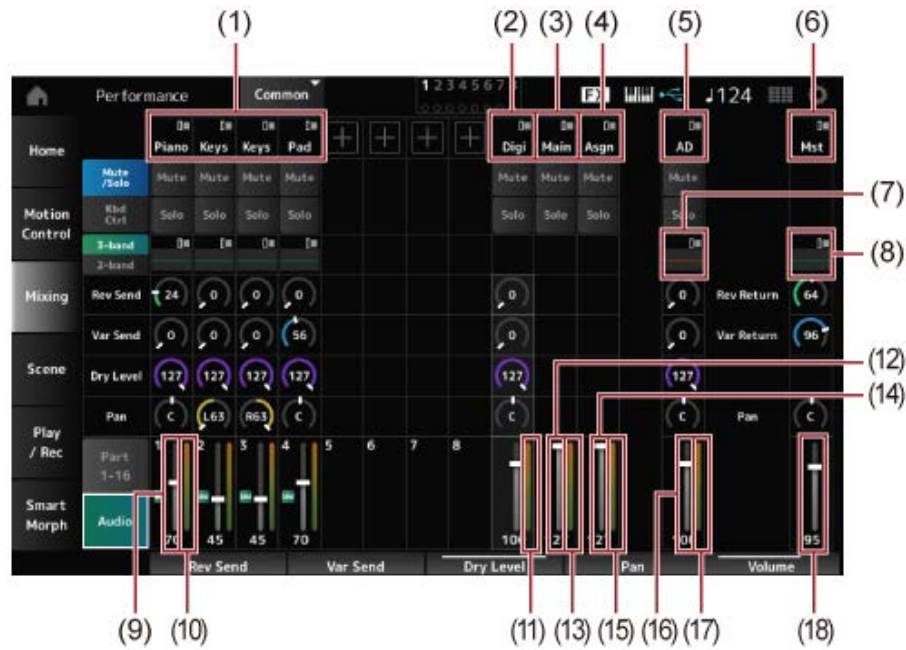 (1) (2) (3) (4) (5) (6)
Performance Common 1 2 3 4 5 6 7 FX ♩124
Home Piano Keys Keys Pad + + + + Digi Main Asgn AD Mst
Mute /Solo Mute Mute Mute Mute Mute Mute Mute Mute
(7)
Motion Control Kbd Ctrl Solo Solo Solo Solo Solo Solo Solo Solo
3-band
2-band
(8)
Mixing Rev Send 24 0 0 0 0 0 Rev Return 64
Var Send 0 0 0 56 0 0 Var Return 96
(12)
Scene Dry Level 127 127 127 127 127 127
(14)
Pan C L63 R63 C C C Pan C
Play / Rec Part 1-16 1 2 3 4 5 6 7 8
Smart Morph Audio 70 45 45 70 95
Rev Send Var Send Dry Level Pan Volume
(9) (10) (11) (13) (15) (16) (17) (18)